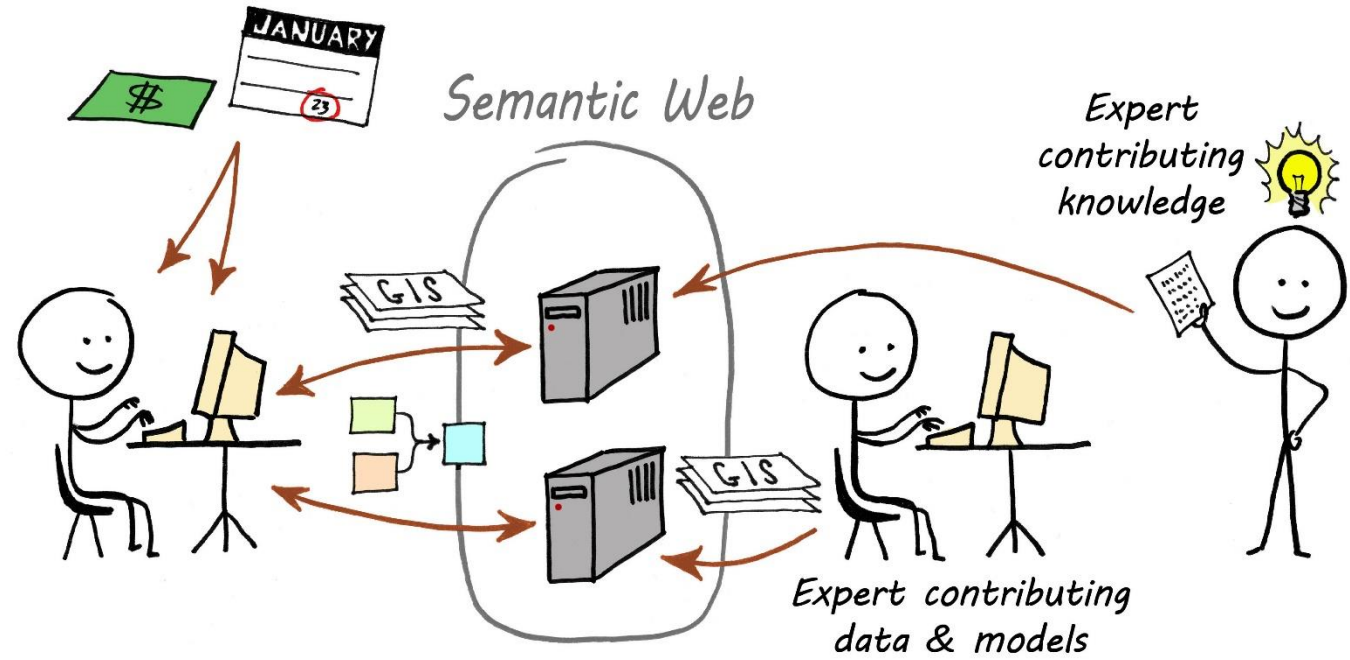 JANUARY
23
$
Semantic Web
Expert
contributing
knowledge
GIS
GIS
Expert contributing
data & models